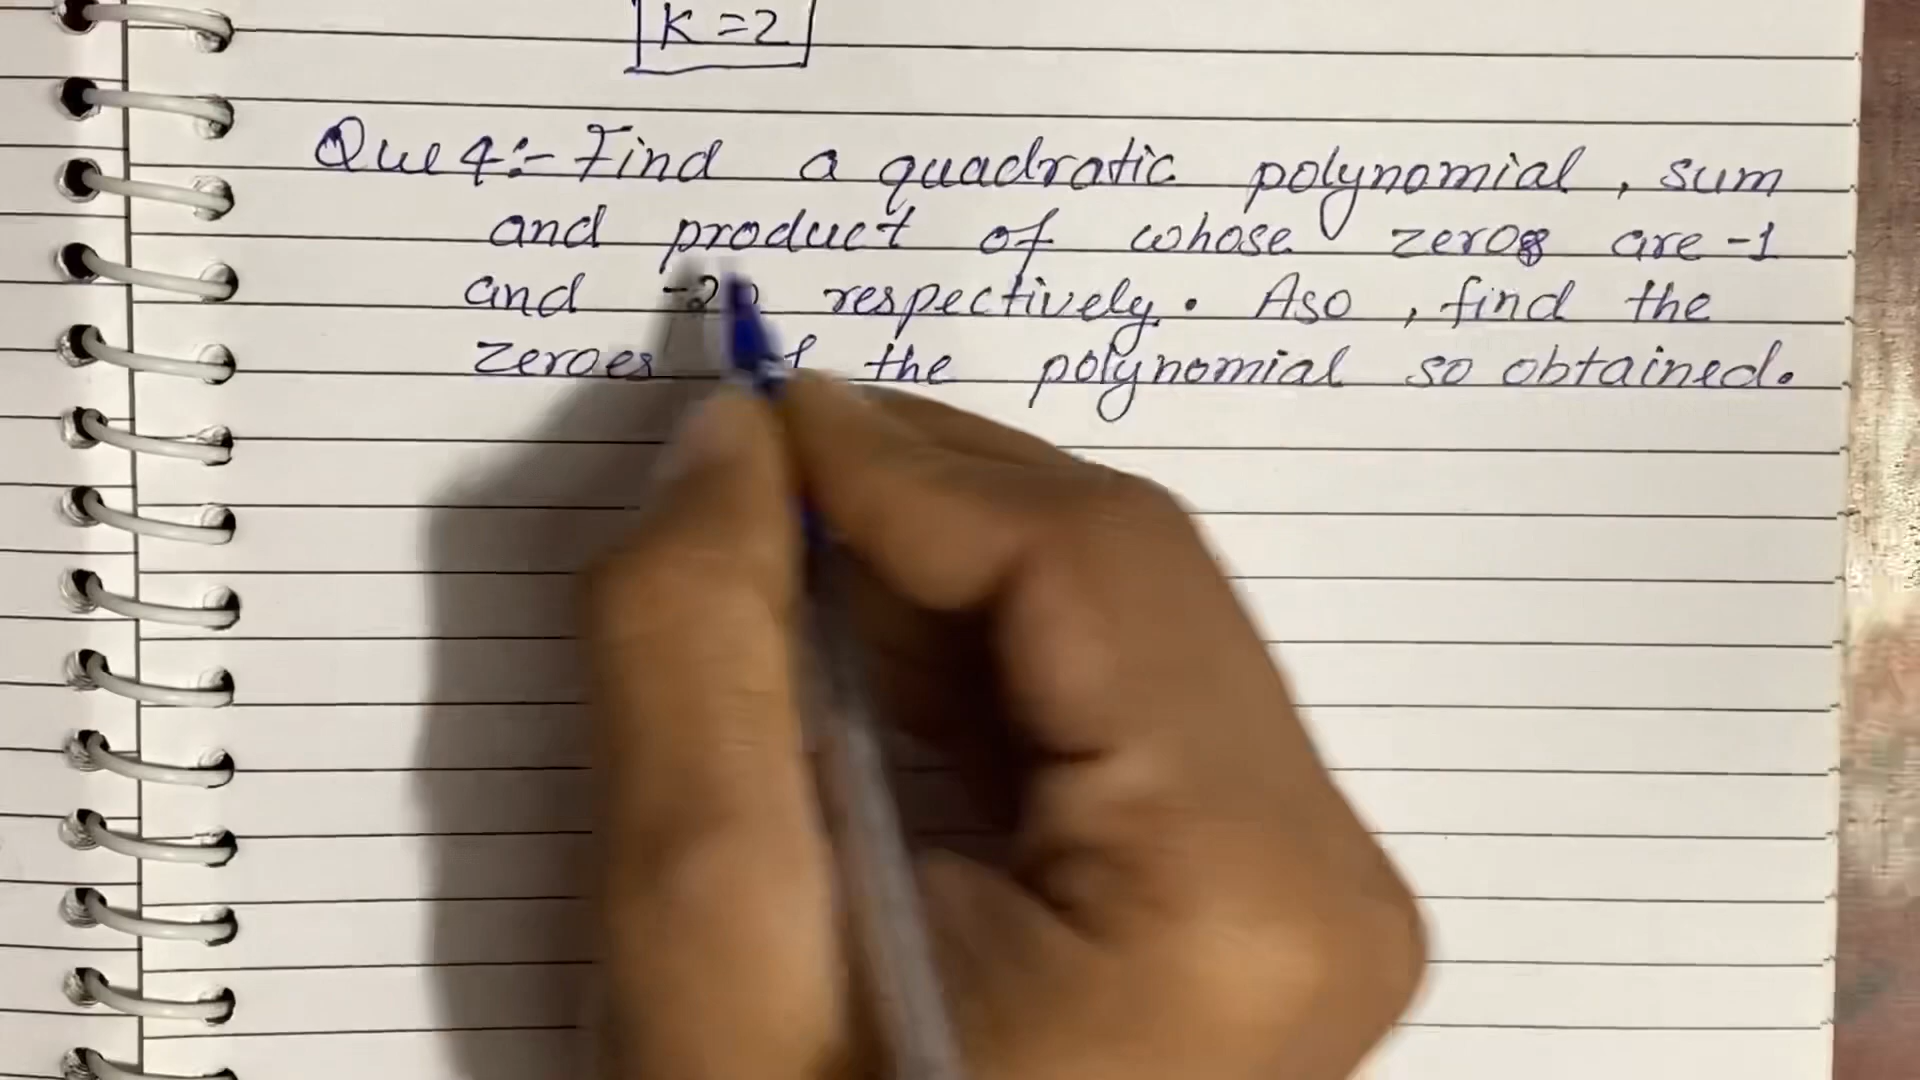 K = 2
Que 4:- Find a quadratic polynomial, sum
and product of whose zeros are -1
and -20 respectively. Aso, find the
zeroes the polynomial so obtained.